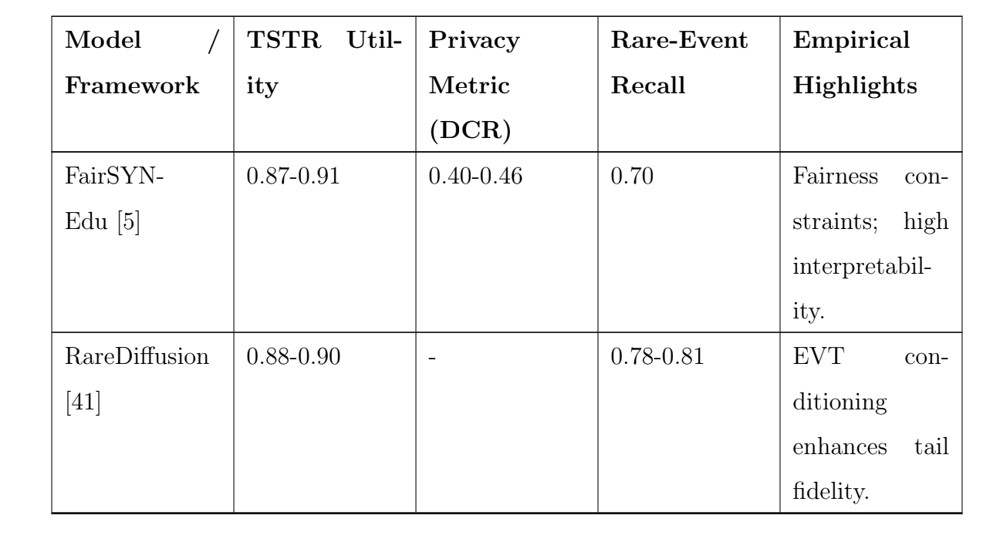 Model / Framework | TSTR Util-ity | Privacy Metric (DCR) | Rare-Event Recall | Empirical Highlights
FairSYN-Edu [5] | 0.87-0.91 | 0.40-0.46 | 0.70 | Fairness con-straints; high interpretabil-ity.
RareDiffusion [41] | 0.88-0.90 | - | 0.78-0.81 | EVT con-ditioning enhances tail fidelity.